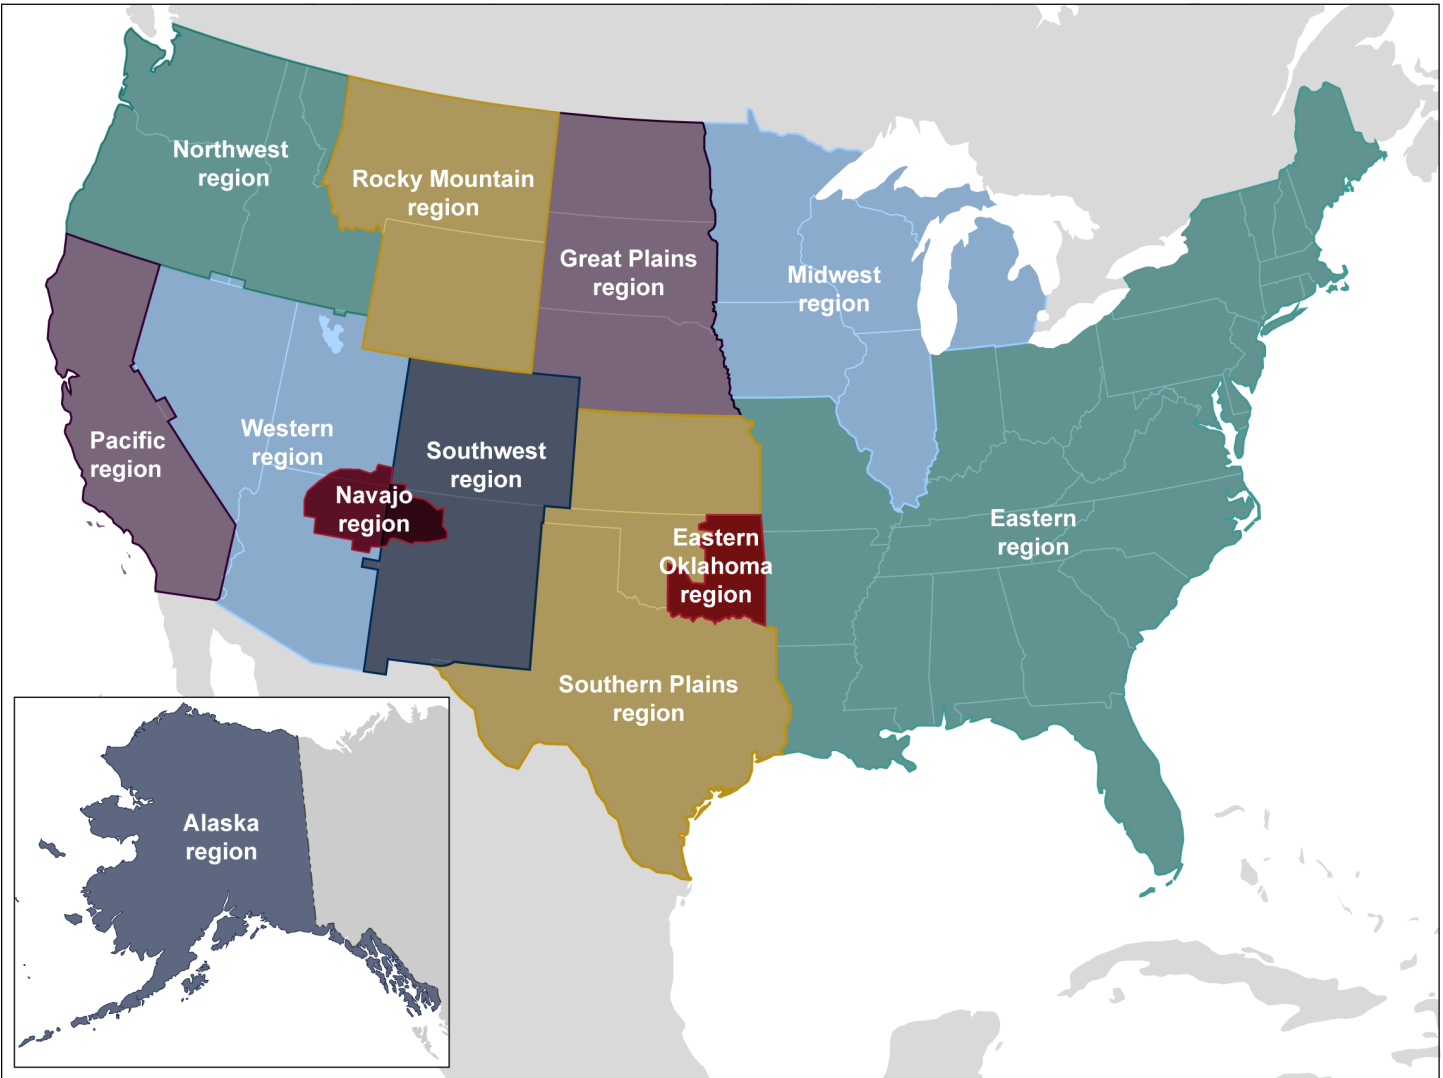 Northwest
region
Rocky Mountain
region
Great Plains
region
Midwest
region
Pacific
region
Western
region
Southwest
region
Navajo
region
Eastern
Oklahoma
region
Eastern
region
Southern Plains
region
Alaska
region